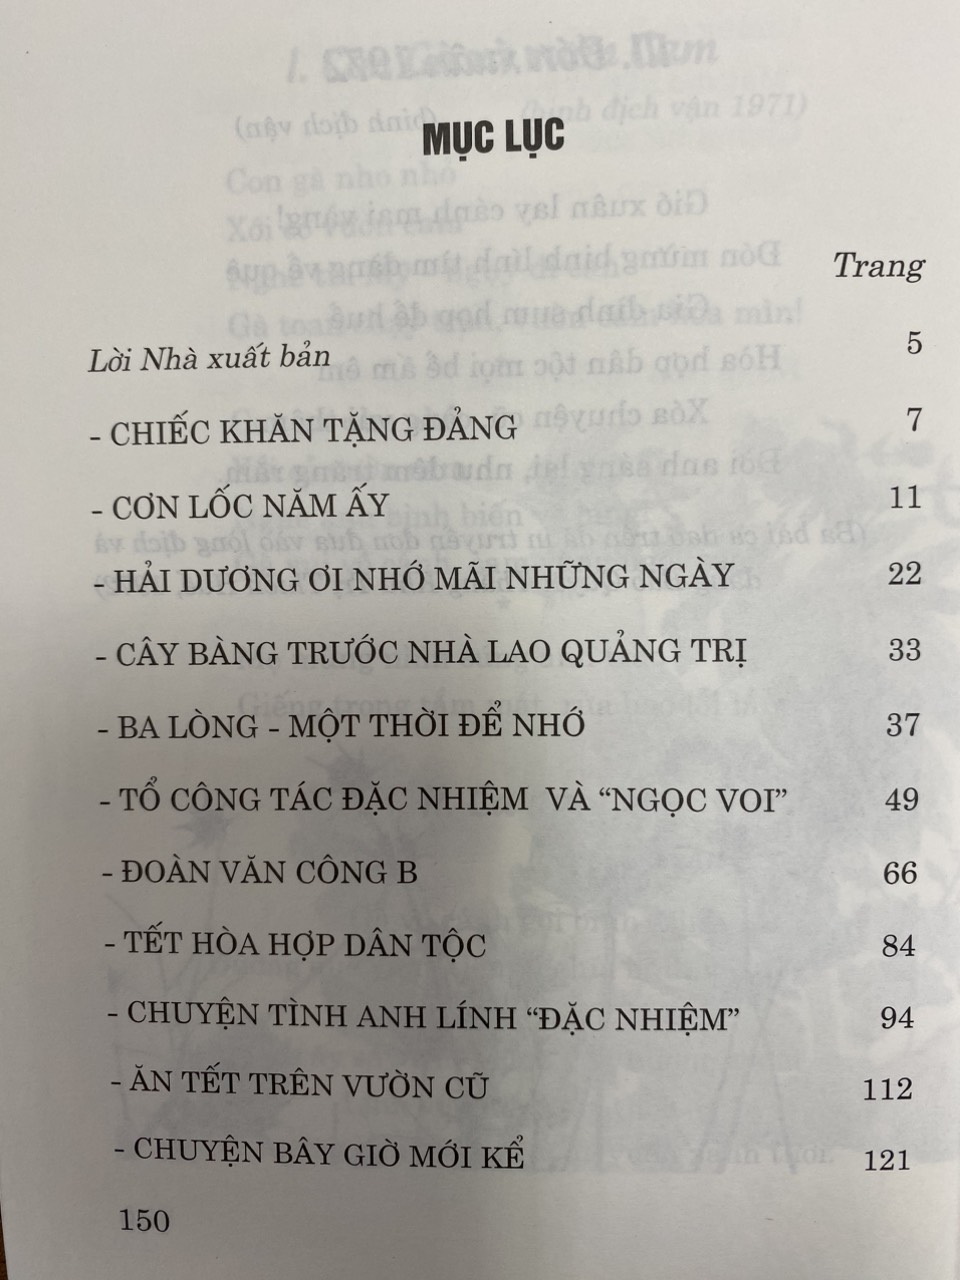 MỤC LỤC
Trang
Lời Nhà xuất bản 5
- CHIẾC KHĂN TẶNG ĐẢNG 7
- CƠN LỐC NĂM ẤY 11
- HẢI DƯƠNG ƠI NHỚ MÃI NHỮNG NGÀY 22
- CÂY BÀNG TRƯỚC NHÀ LAO QUẢNG TRỊ 33
- BA LÒNG - MỘT THỜI ĐỂ NHỚ 37
- TỔ CÔNG TÁC ĐẶC NHIỆM VÀ “NGỌC VOI” 49
- ĐOÀN VĂN CÔNG B 66
- TẾT HÒA HỢP DÂN TỘC 84
- CHUYỆN TÌNH ANH LÍNH “ĐẶC NHIỆM” 94
- ĂN TẾT TRÊN VƯỜN CŨ 112
- CHUYỆN BÂY GIỜ MỚI KỂ 121
150